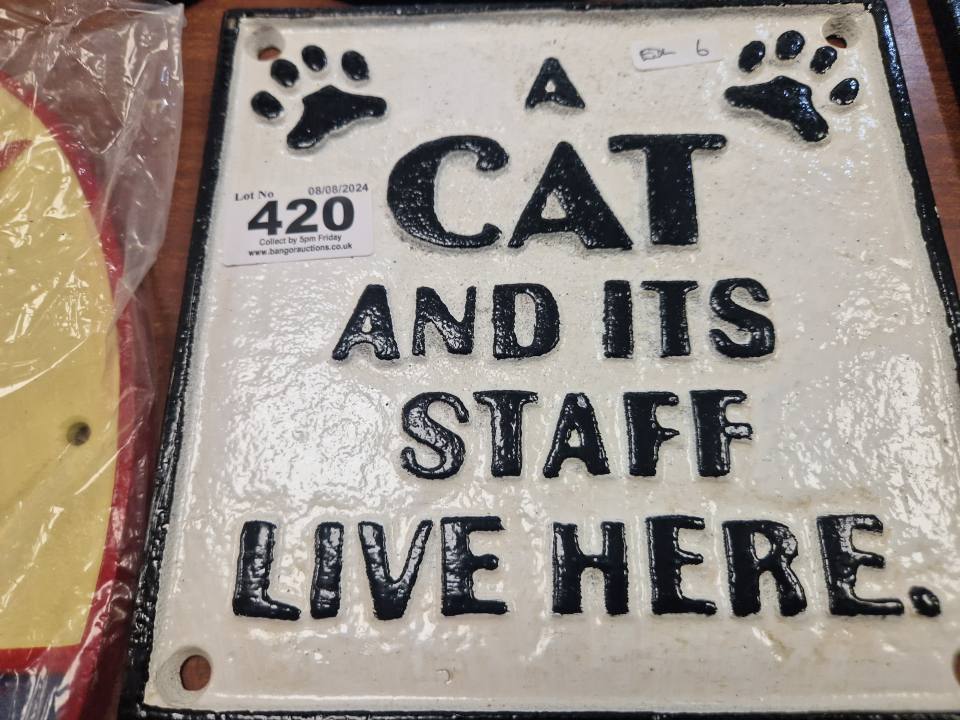 A
CAT
AND ITS
STAFF
LIVE HERE.
Lot No 08/08/2024
420
Collect by 5pm Friday
www.bangorauctions.co.uk
6